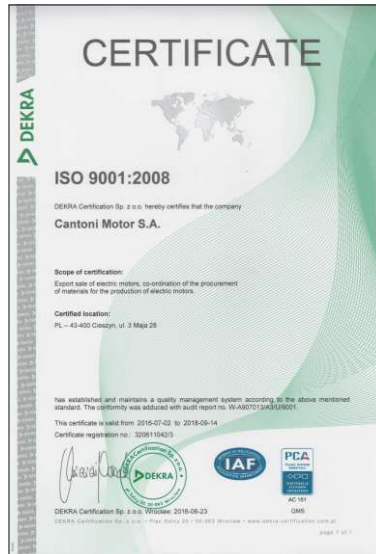 CERTIFICATE
DEKRA
ISO 9001:2008
DEKRA Certification Sp. z o.o. hereby certifies that the company
Cantoni Motor S.A.
Scope of certification:
Export sale of electric motors, co-ordination of the procurement
of materials for the production of electric motors.
Certified location:
PL – 43-400 Cieszyn, ul. 3 Maja 28
has established and maintains a quality management system according to the above mentioned
standard. The conformity was adduced with audit report no. W-A907013/A3/U/9001.
This certificate is valid from 2016-07-02 to 2018-09-14
Certificate registration no.: 320811042/3
DEKRA Certification Sp. z o.o.
DEKRA
IAF
PCA
AC 161
QMS
DEKRA Certification Sp. z o.o. Wrocław; 2016-06-23
page 1 of 1